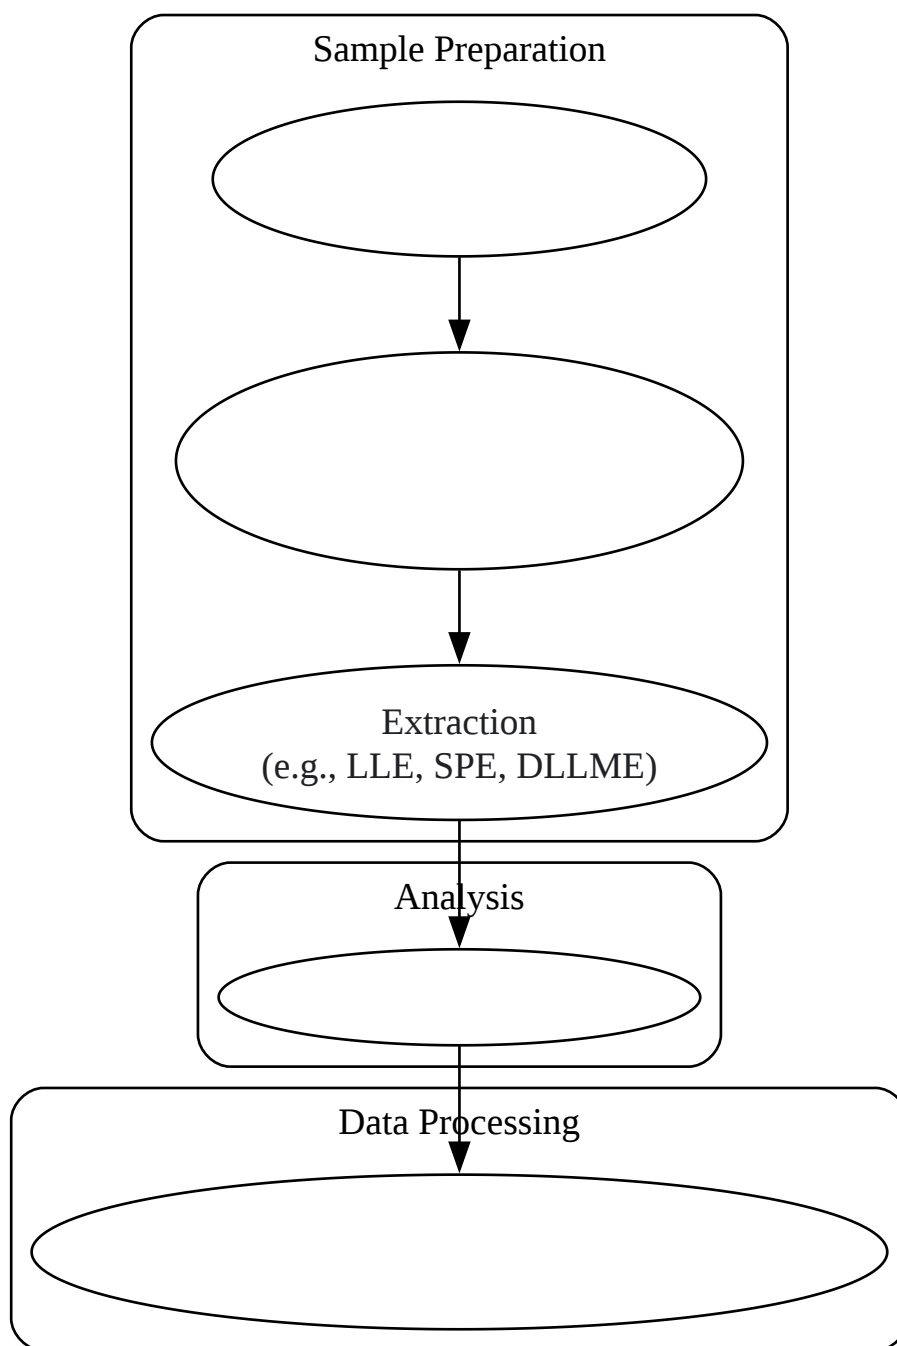 Sample Preparation
Extraction
(e.g., LLE, SPE, DLLME)
Analysis
Data Processing